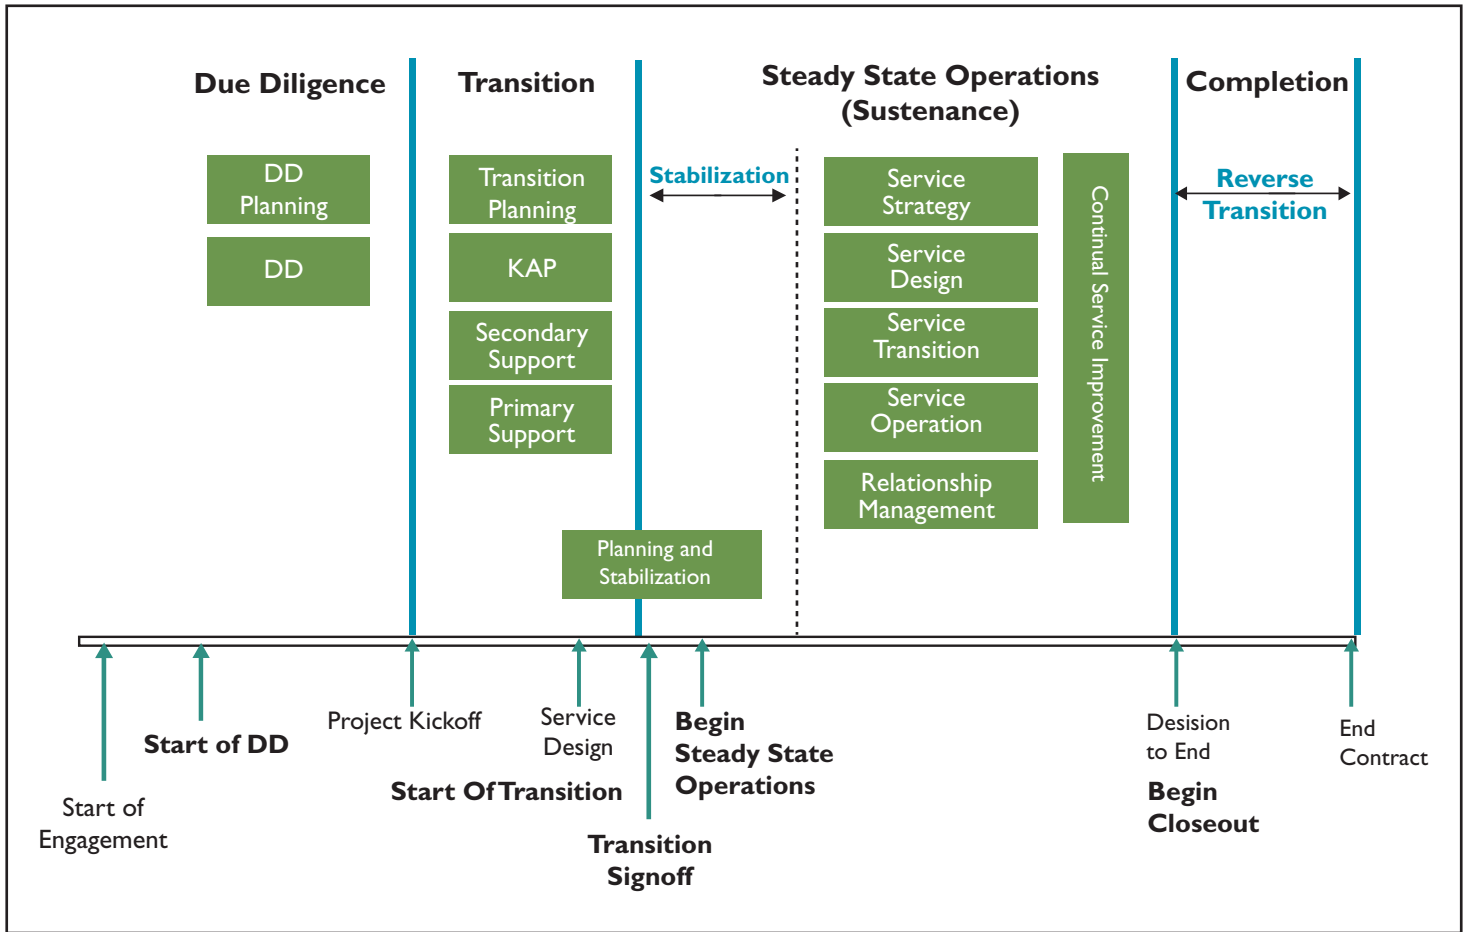 Due Diligence
Transition
Steady State Operations
(Sustenance)
Completion
DD
Planning
DD
Transition
Planning
KAP
Secondary
Support
Primary
Support
Planning and
Stabilization
Stabilization
Service
Strategy
Service
Design
Service
Transition
Service
Operation
Relationship
Management
Continual Service Improvement
Reverse
Transition
Start of
Engagement
Start of DD
Project Kickoff
Start Of Transition
Service
Design
Transition
Signoff
Begin
Steady State
Operations
Desision
to End
Begin
Closeout
End
Contract